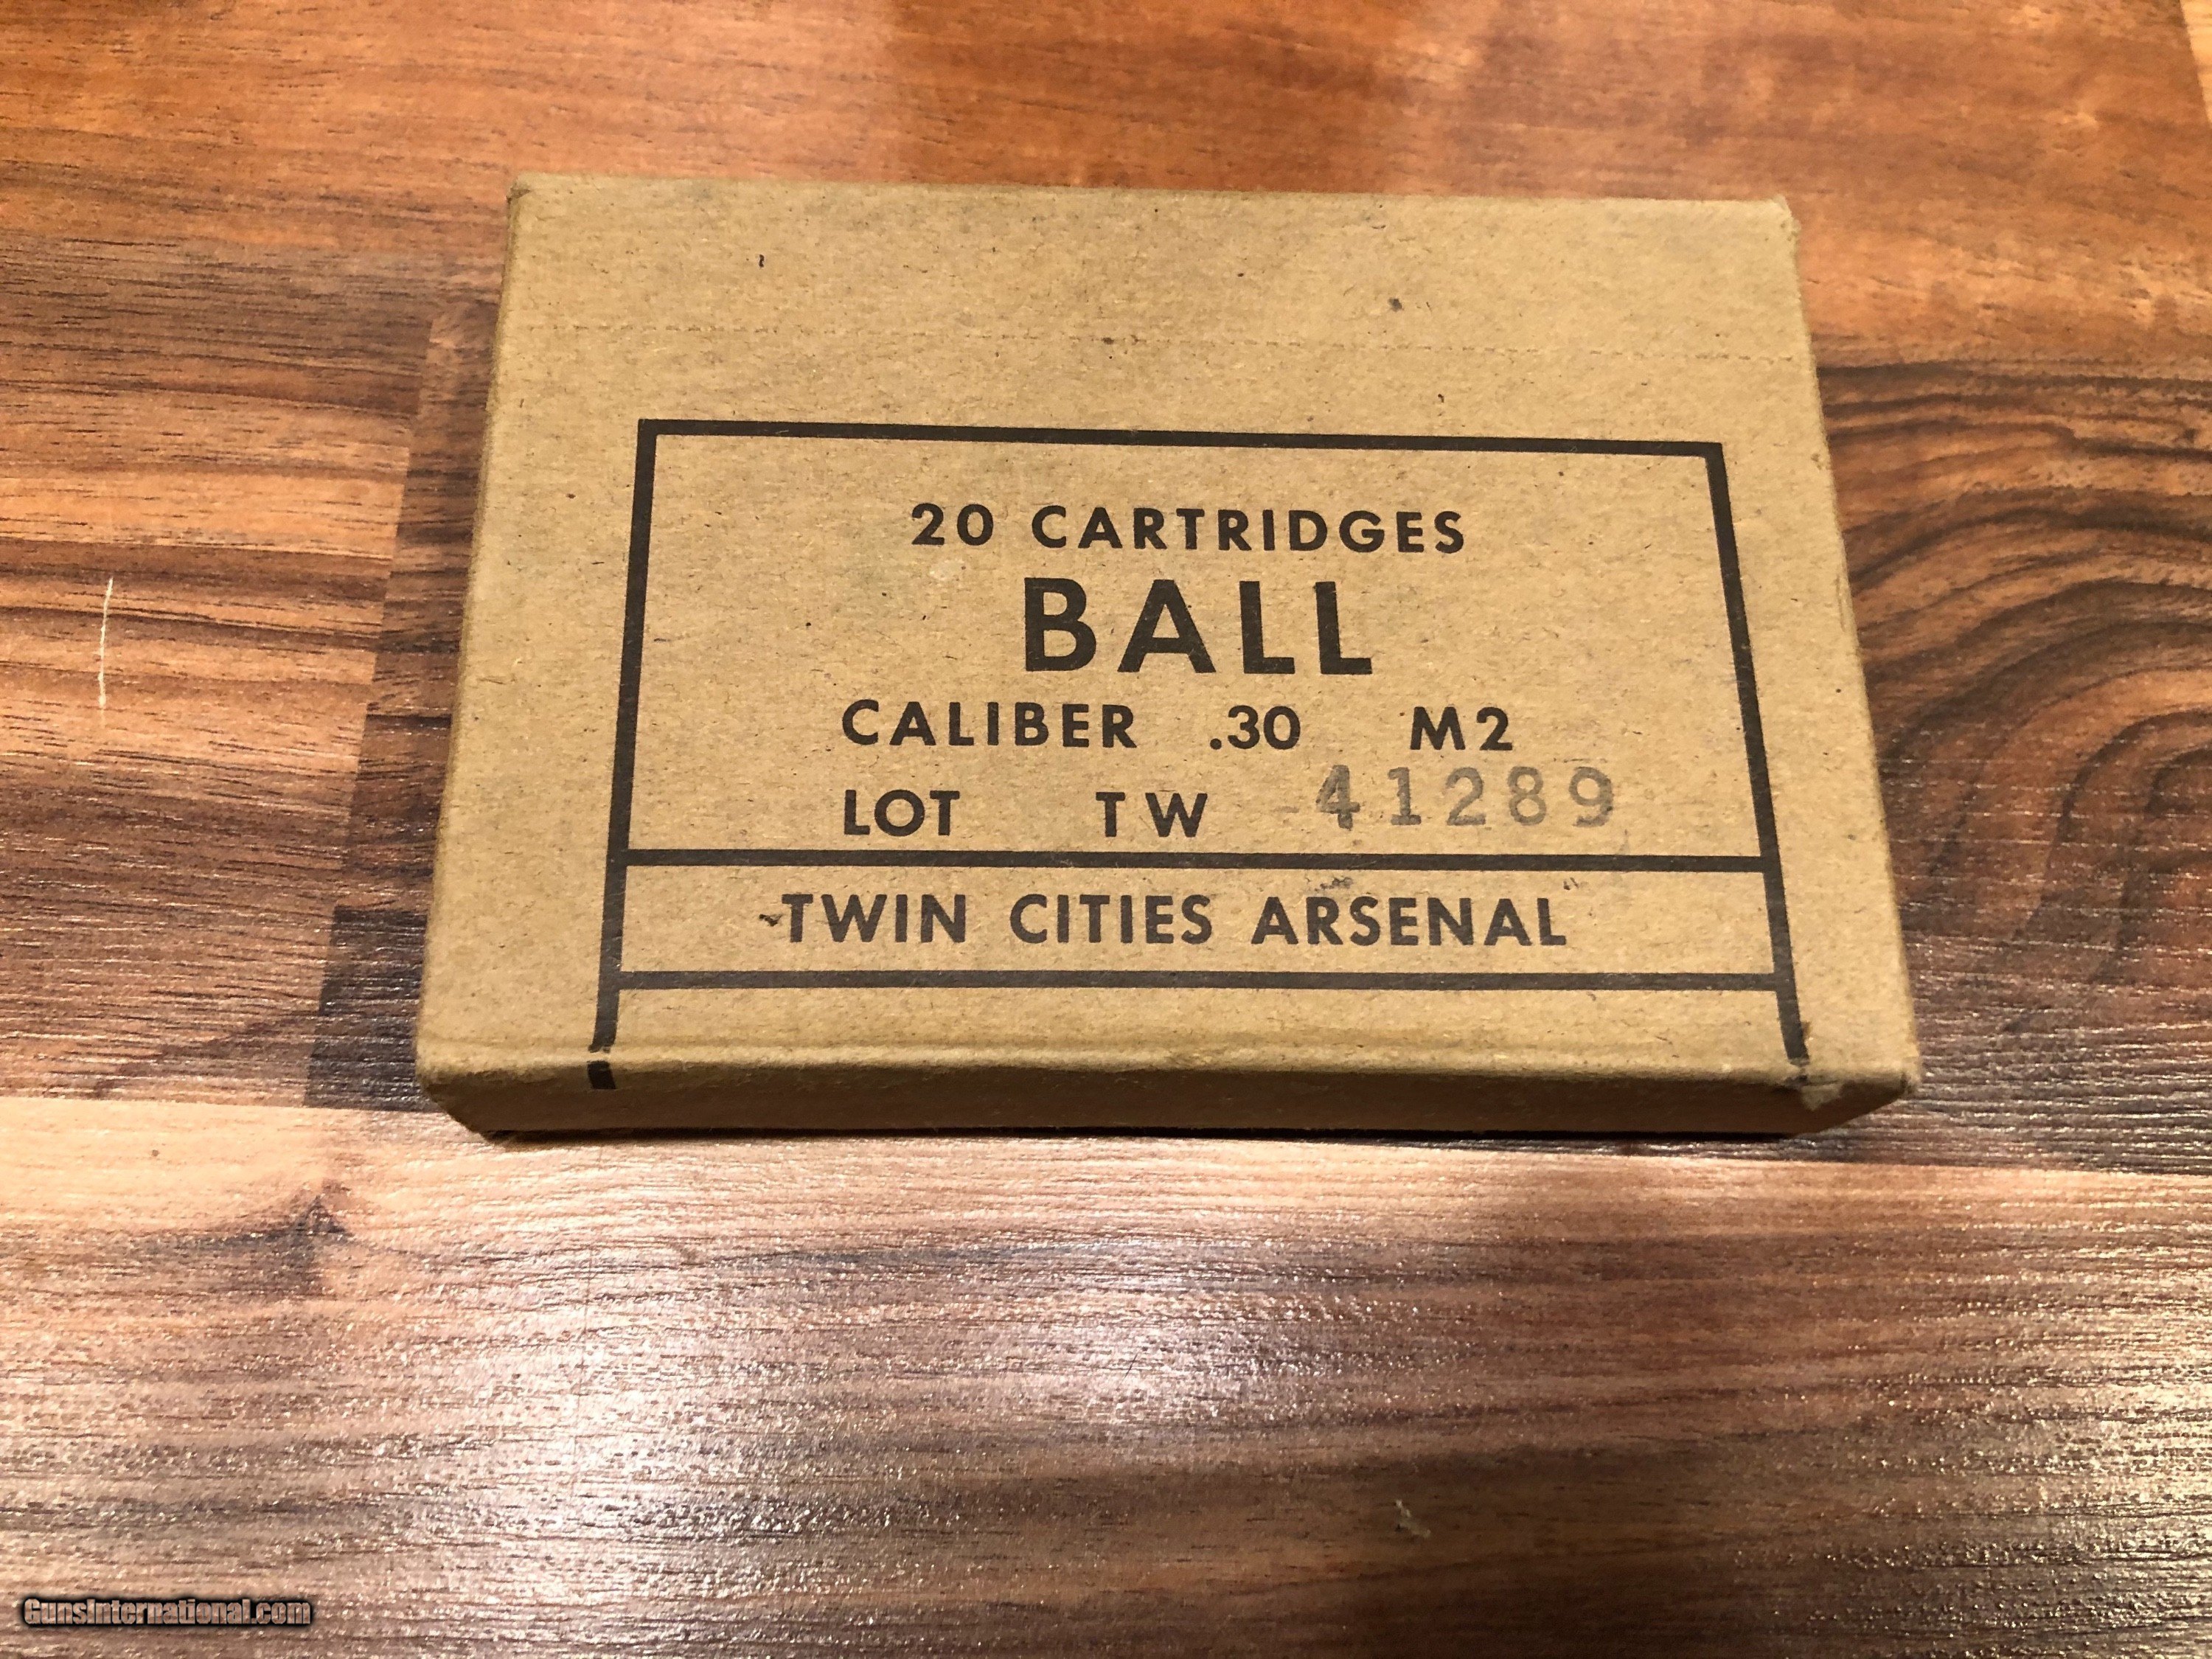 20 CARTRIDGES
BALL
CALIBER .30 M2
LOT TW 41289
TWIN CITIES ARSENAL
GunsInternational.com